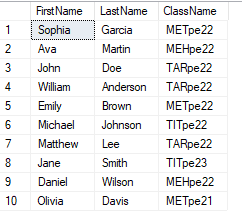 FirstName LastName ClassName
1 Sophia Garcia METpe22
2 Ava Martin MEHpe22
3 John Doe TARpe22
4 William Anderson TARpe22
5 Emily Brown METpe22
6 Michael Johnson TITpe22
7 Matthew Lee TARpe22
8 Jane Smith TITpe23
9 Daniel Wilson MEHpe22
10 Olivia Davis METpe21